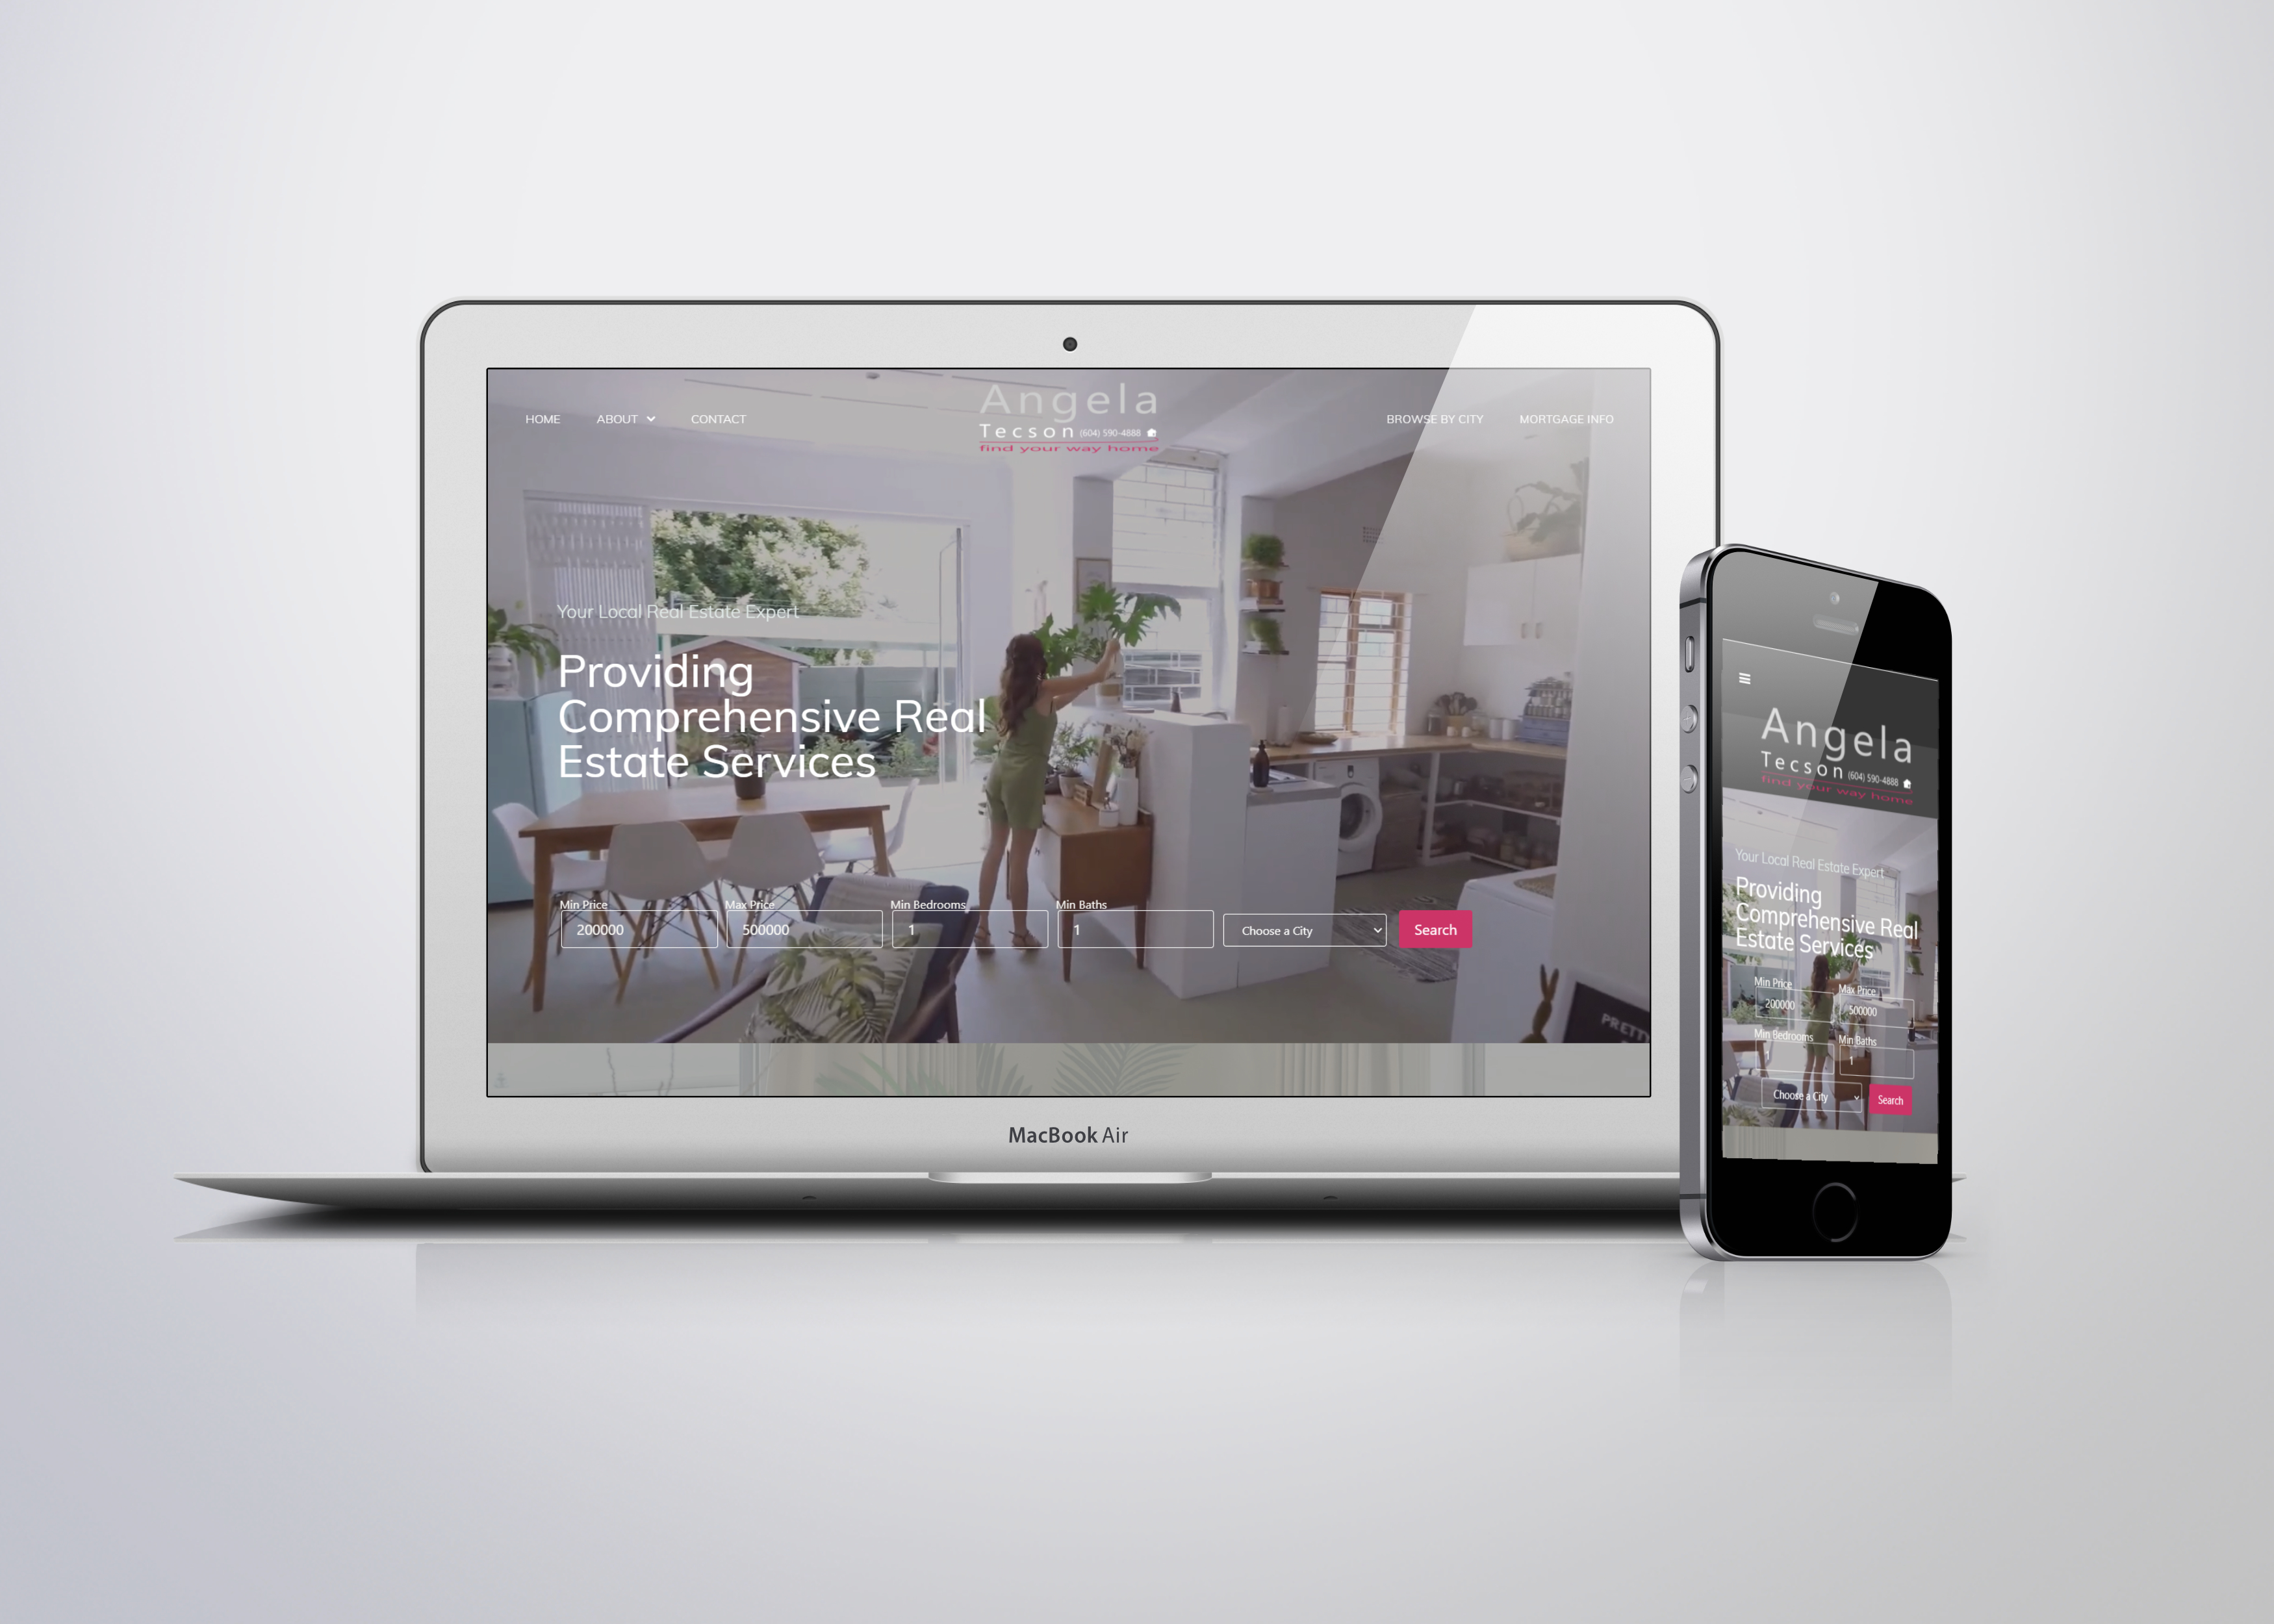 HOME ABOUT CONTACT
Angela
Tecson (604) 590-4888
find your way home
BROWSE BY CITY MORTGAGE INFO
Your Local Real Estate Expert
Providing
Comprehensive Real
Estate Services
Min Price Max Price Min Bedrooms Min Baths
200000 500000 1 1 Choose a City Search
PRETT
MacBook Air
Angela
Tecson (604) 590-4888
find your way home
Your Local Real Estate Expert
Providing
Comprehensive Real
Estate Services
Min Price Max Price
200000 500000
Min Bedrooms Min Baths
1
Choose a City Search